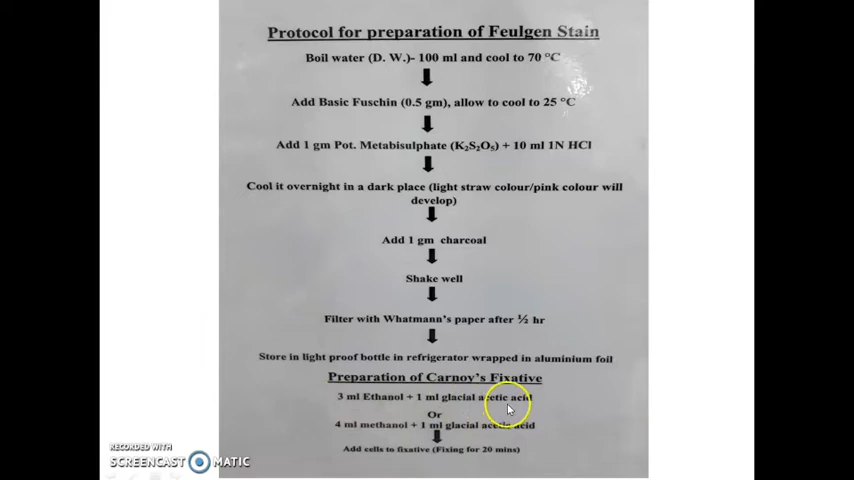 Protocol for preparation of Feulgen Stain
Boil water (D. W.)- 100 ml and cool to 70 °C
Add Basic Fuschin (0.5 gm), allow to cool to 25 °C
Add 1 gm Pot. Metabisulphate (K₂S₂O₅) + 10 ml 1N HCl
Cool it overnight in a dark place (light straw colour/pink colour will
develop)
Add 1 gm charcoal
Shake well
Filter with Whatmann's paper after ½ hr
Store in light proof bottle in refrigerator wrapped in aluminium foil
Preparation of Carnoy's Fixative
3 ml Ethanol + 1 ml glacial acetic acid
Or
4 ml methanol + 1 ml glacial acetic acid
Add cells to fixative (Fixing for 20 mins)
RECORDED WITH
SCREENCAST MATIC